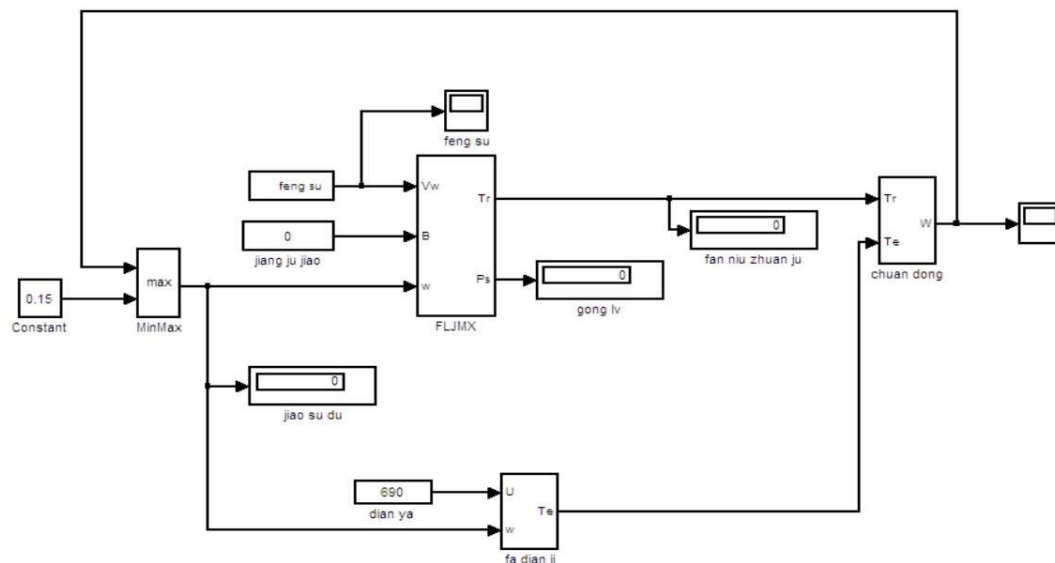 feng su
feng su
Vw
Tr
Tr
W
0
jiang ju jiao
B
0
fan niu zhuan ju
Te
chuan dong
max
w
Ps
0
gong lv
0.15
Constant
MinMax
FLJMX
0
jiao su du
690
dian ya
U
Te
w
fa dian ji